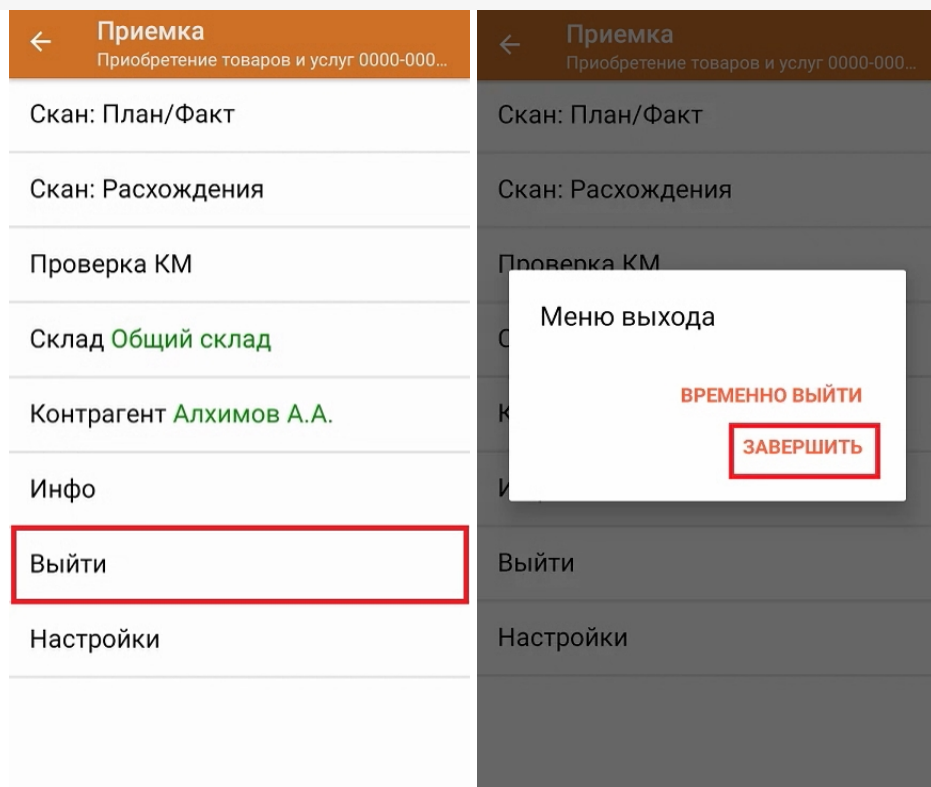 Приемка
Приобретение товаров и услуг 0000-000...
Скан: План/Факт
Скан: Расхождения
Проверка КМ
Склад Общий склад
Контрагент Алхимов А.А.
Инфо
Выйти
Настройки
Приемка
Приобретение товаров и услуг 0000-000...
Скан: План/Факт
Скан: Расхождения
Проверка КМ
Меню выхода
ВРЕМЕННО ВЫЙТИ
ЗАВЕРШИТЬ
Выйти
Настройки